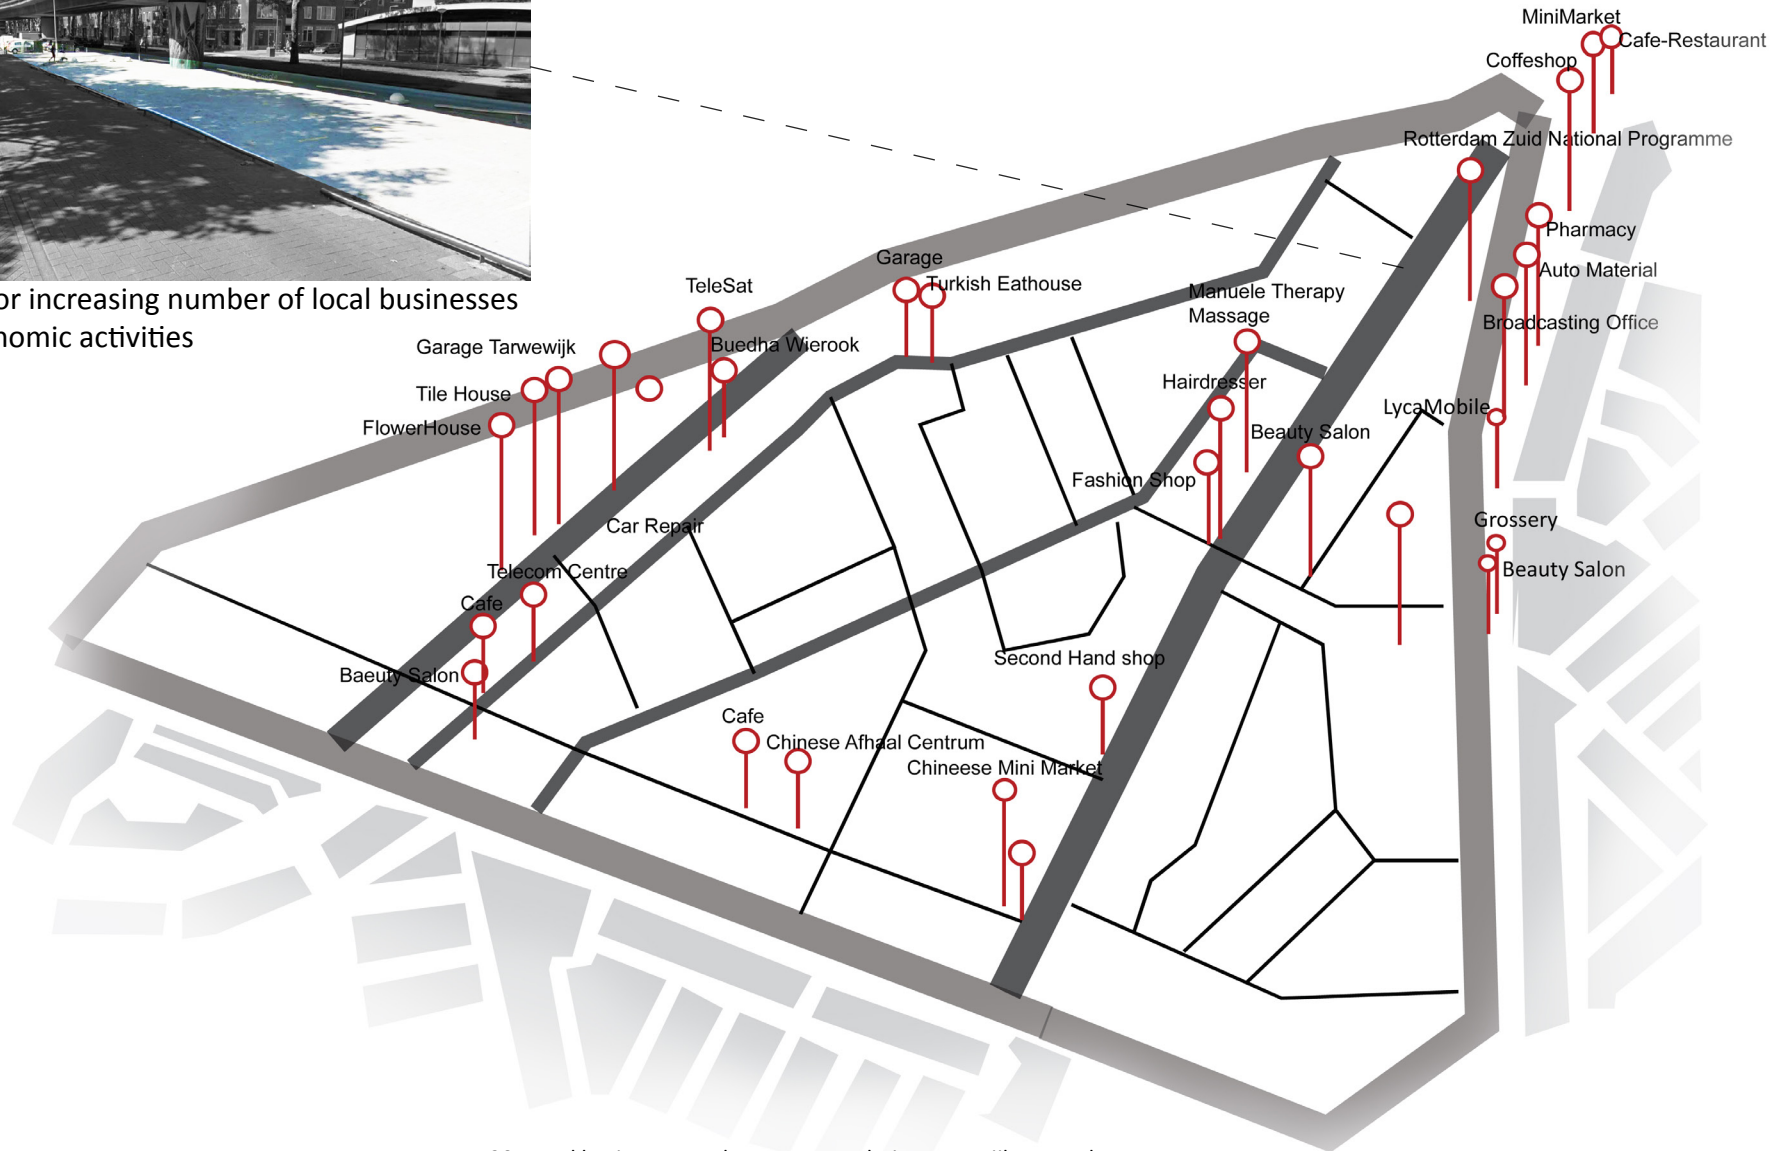 MiniMarket
Cafe-Restaurant
Coffeshop
Rotterdam Zuid National Programme
Pharmacy
Garage
Auto Material
TeleSat
Turkish Eathouse
Manuele Therapy
Massage
or increasing number of local businesses
nomic activities
Broadcasting Office
Garage Tarwewijk
Buedha Wierook
Hairdresser
Tile House
LycaMobile
FlowerHouse
Beauty Salon
Fashion Shop
Car Repair
Grossery
Telecom Centre
Beauty Salon
Cafe
Second Hand shop
Baeuty Salon
Cafe
Chinese Afhaal Centrum
Chineese Mini Market